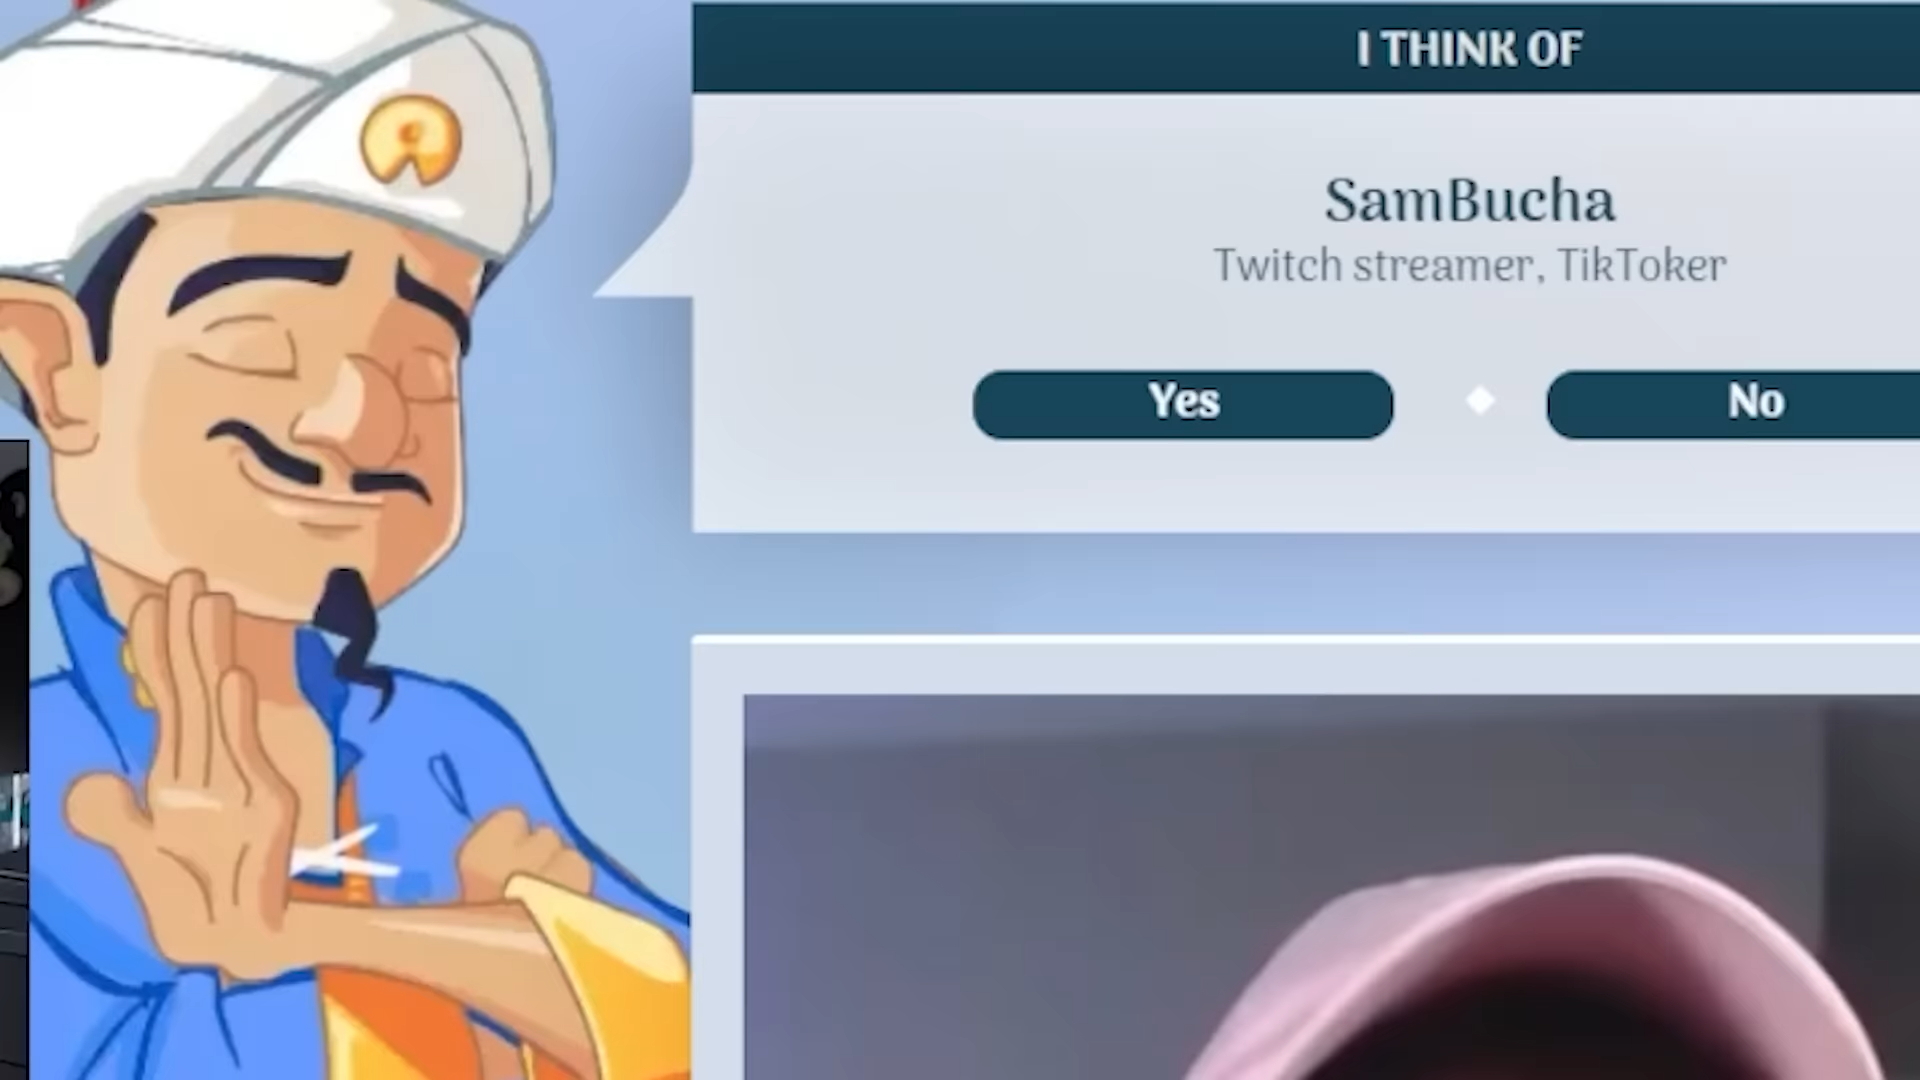 I THINK OF
SamBucha
Twitch streamer, TikToker
Yes
No